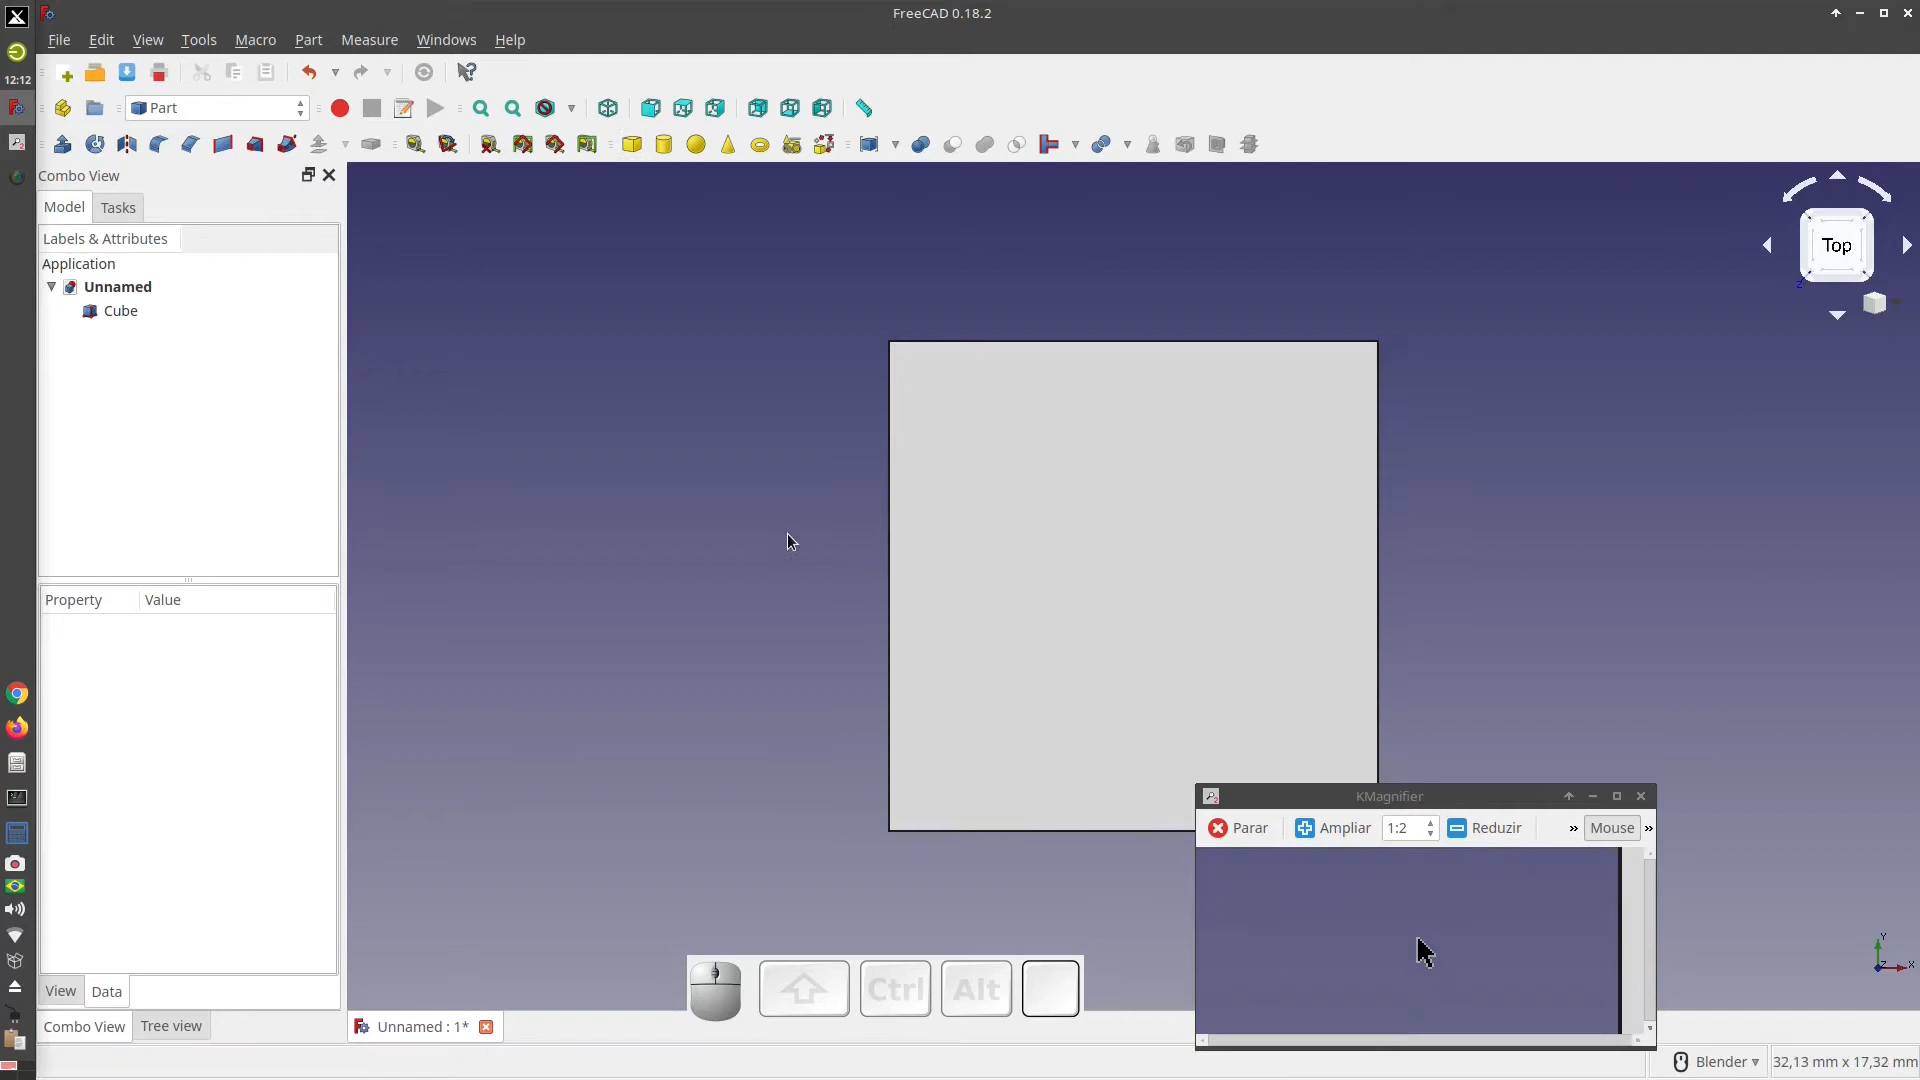 FreeCAD 0.18.2
File Edit View Tools Macro Part Measure Windows Help
12:12
Part
Combo View
Model Tasks
Labels & Attributes
Application
Unnamed
Cube
Top
Property Value
KMagnifier
Parar Ampliar 1:2 Reduzir » Mouse »
Ctrl Alt
Y
Z X
View Data
Combo View Tree view
Unnamed : 1*
Blender 32,13 mm x 17,32 mm